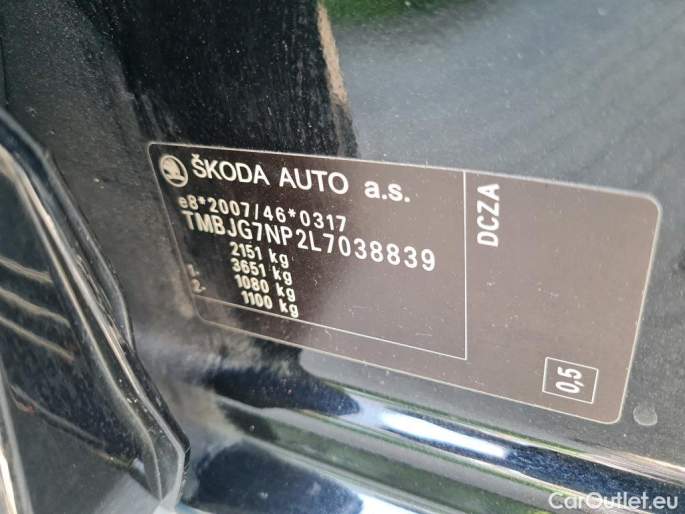 ŠKODA AUTO a.s.
e8*2007/46*0317
TMBJG7NP2L7038839
2151 kg
3651 kg
1- 1080 kg
2- 1100 kg
DCZA
0,5
CarOutlet.eu